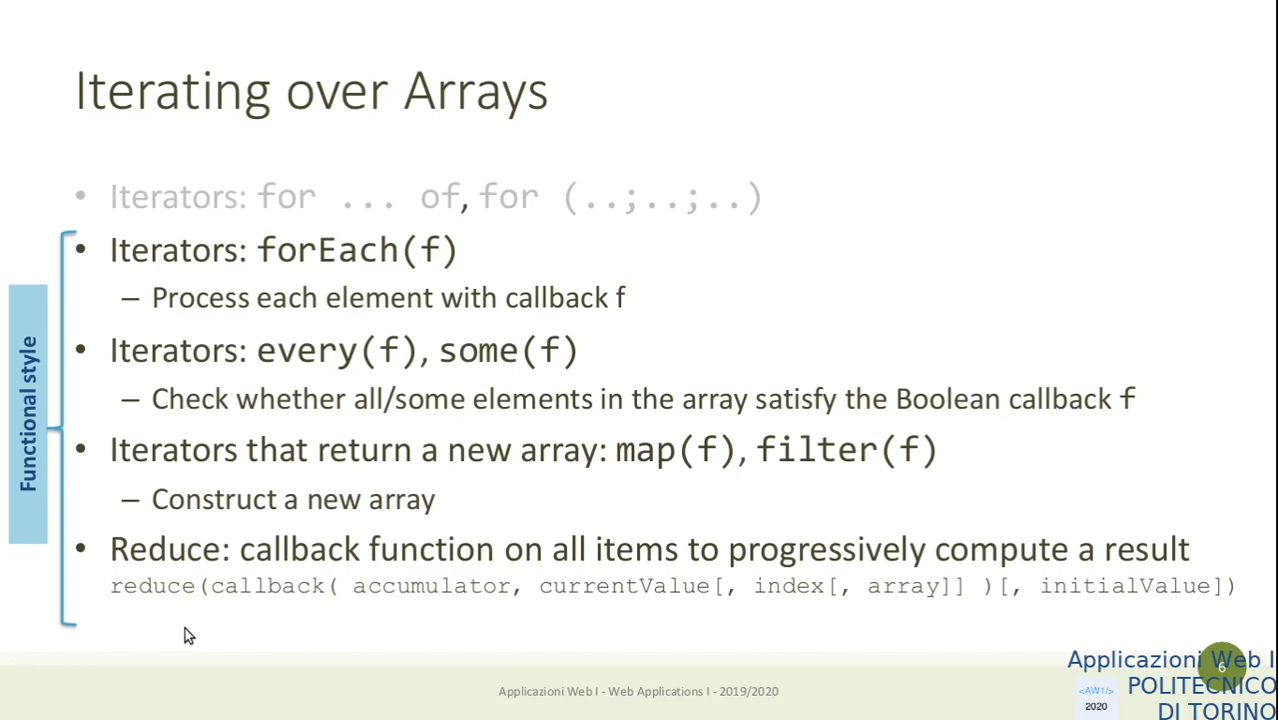 Iterating over Arrays
• Iterators: for ... of, for (..;..;..)
• Iterators: forEach(f)
– Process each element with callback f
• Iterators: every(f), some(f)
– Check whether all/some elements in the array satisfy the Boolean callback f
• Iterators that return a new array: map(f), filter(f)
– Construct a new array
• Reduce: callback function on all items to progressively compute a result
reduce(callback( accumulator, currentValue[, index[, array]] )[, initialValue])
Functional style
Applicazioni Web I - Web Applications I - 2019/2020
6
Applicazioni Web I
POLITECNICO
DI TORINO
<AW1/>
2020